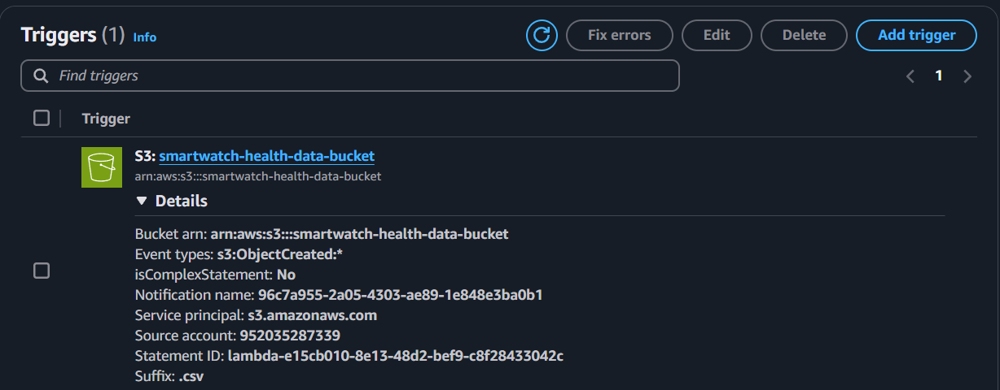 Triggers (1) Info
Fix errors
Edit
Delete
Add trigger
Find triggers
1
Trigger
S3: smartwatch-health-data-bucket
arn:aws:s3:::smartwatch-health-data-bucket
Details
Bucket arn: arn:aws:s3:::smartwatch-health-data-bucket
Event types: s3:ObjectCreated:*
isComplexStatement: No
Notification name: 96c7a955-2a05-4303-ae89-1e848e3ba0b1
Service principal: s3.amazonaws.com
Source account: 952035287339
Statement ID: lambda-e15cb010-8e13-48d2-bef9-c8f28433042c
Suffix: .csv